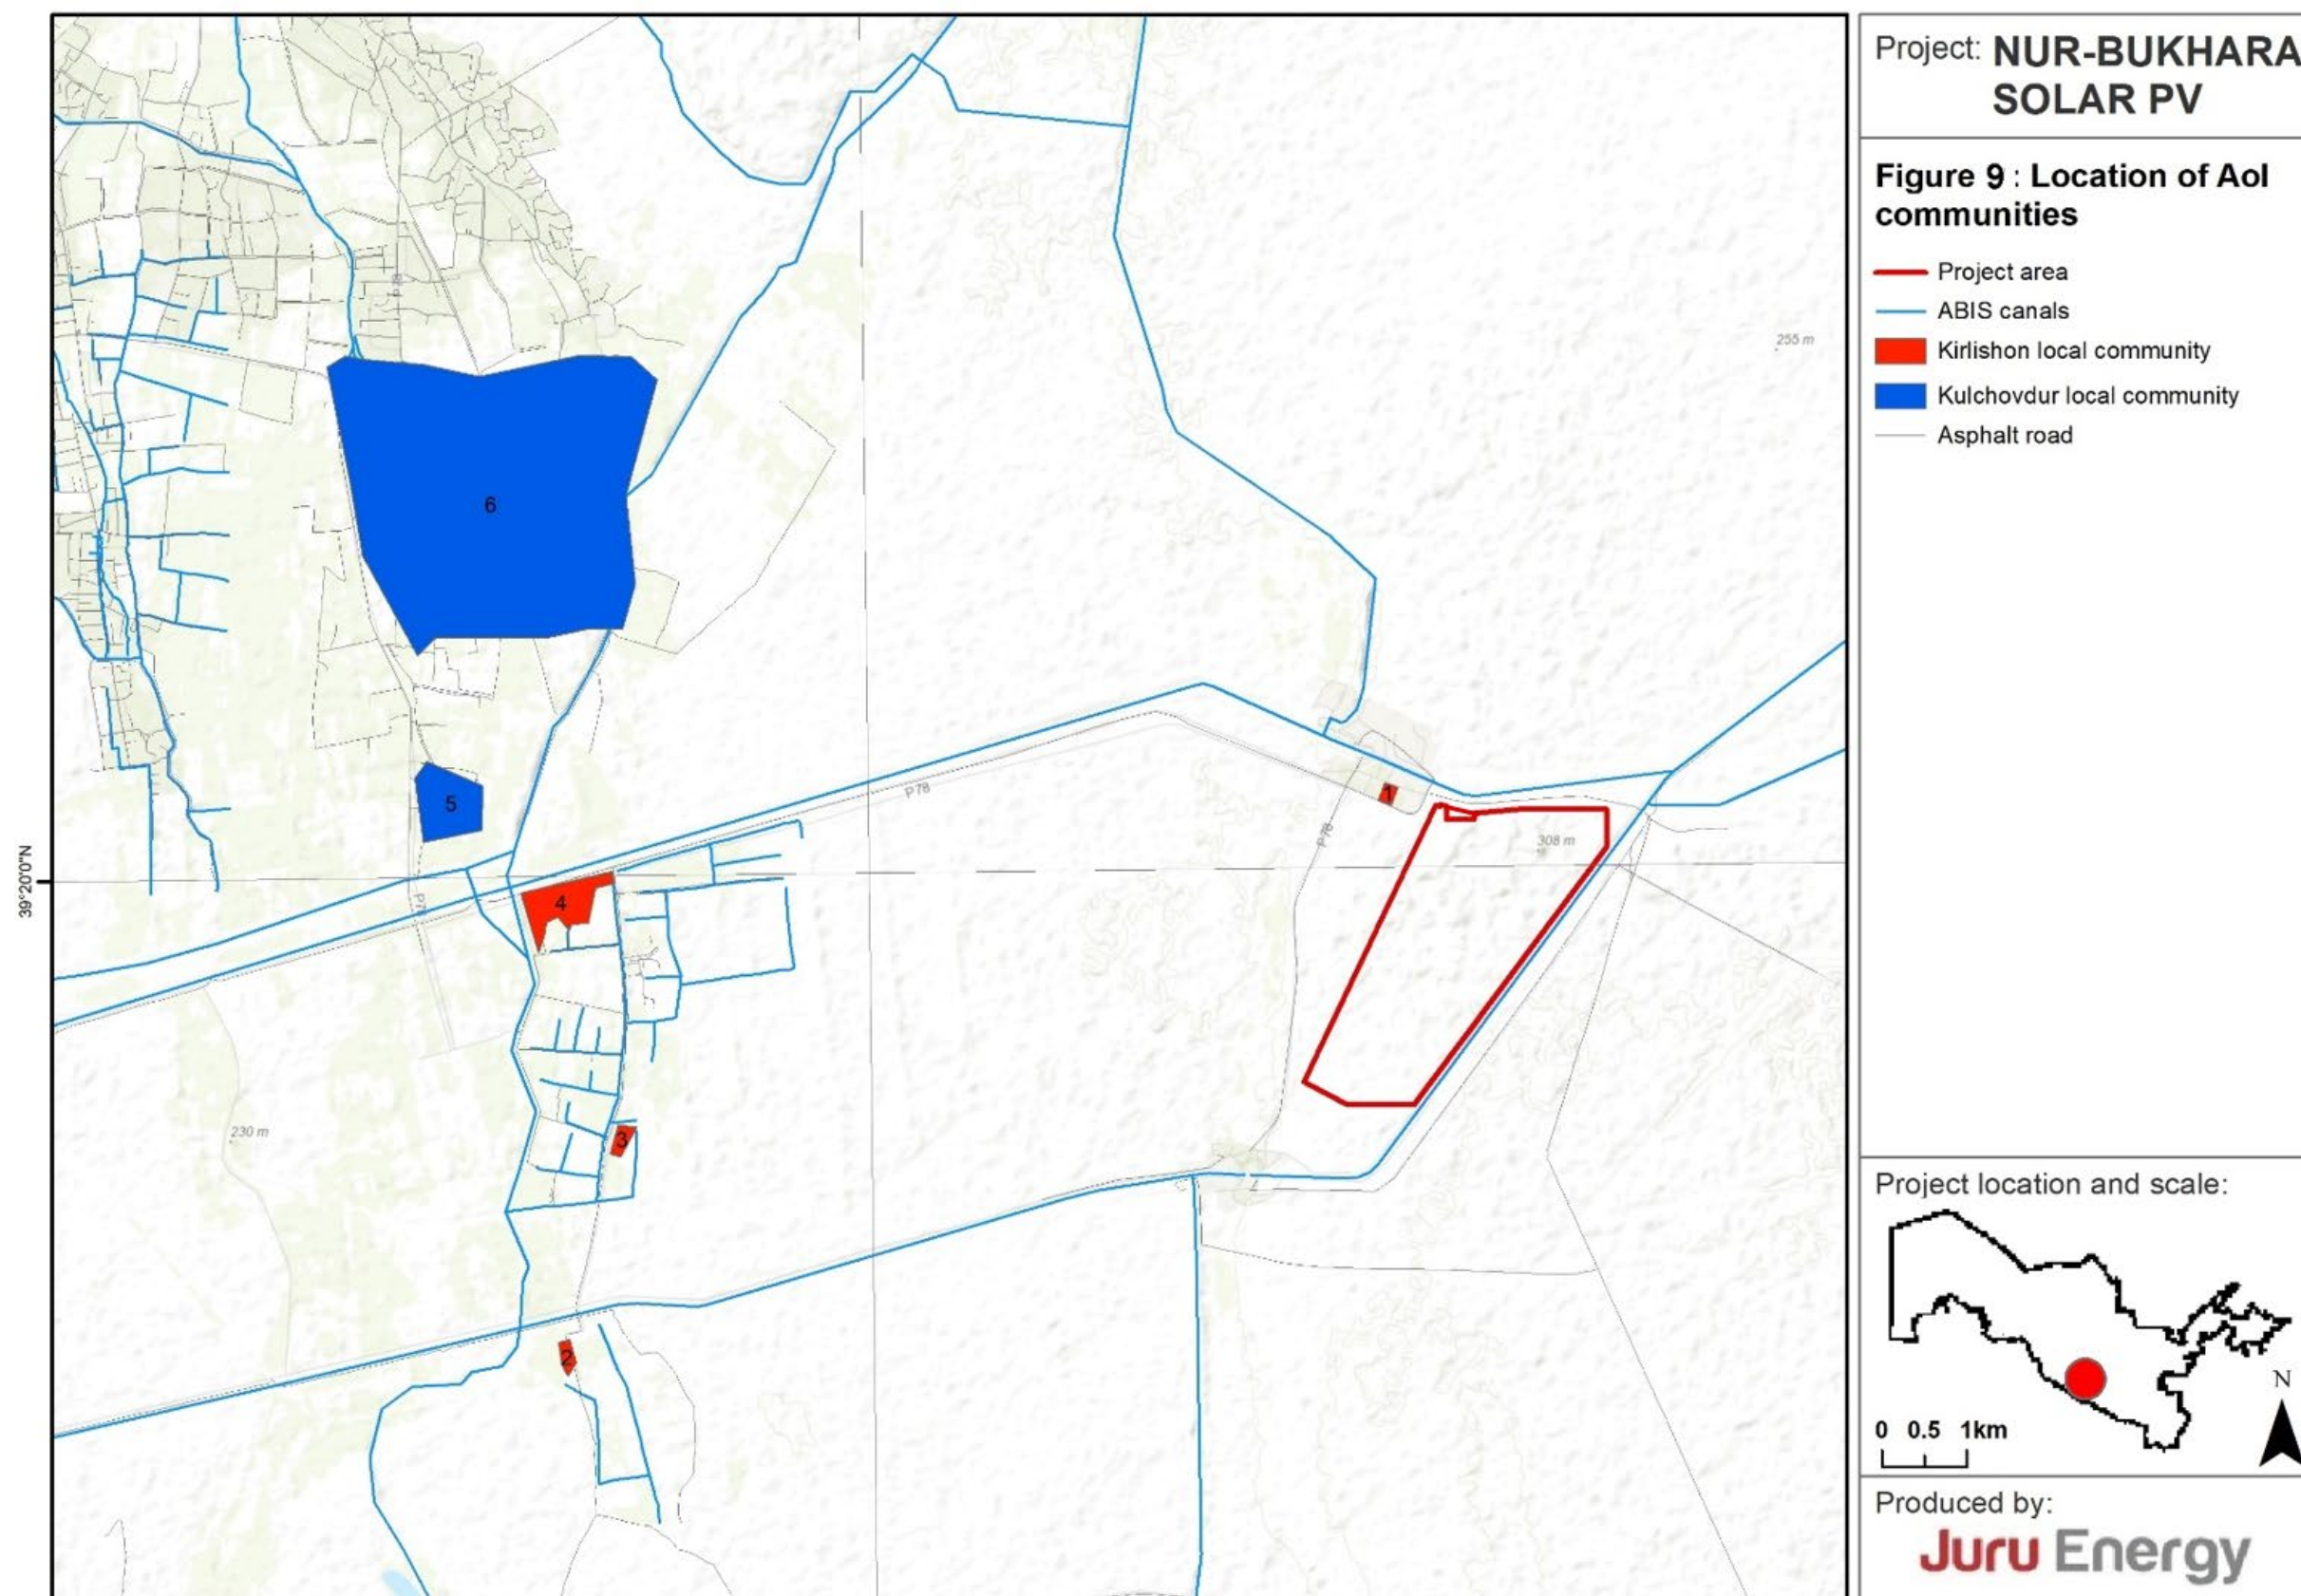 Project: NUR-BUKHARA
SOLAR PV
Figure 9 : Location of AoI
communities
Project area
ABIS canals
Kirlishon local community
Kulchovdur local community
Asphalt road
255 m
6
P78
1
5
P78
308 m
P78
39°20'0"N
4
P78
3
230 m
2
Project location and scale:
N
0 0.5 1km
Produced by:
Juru Energy